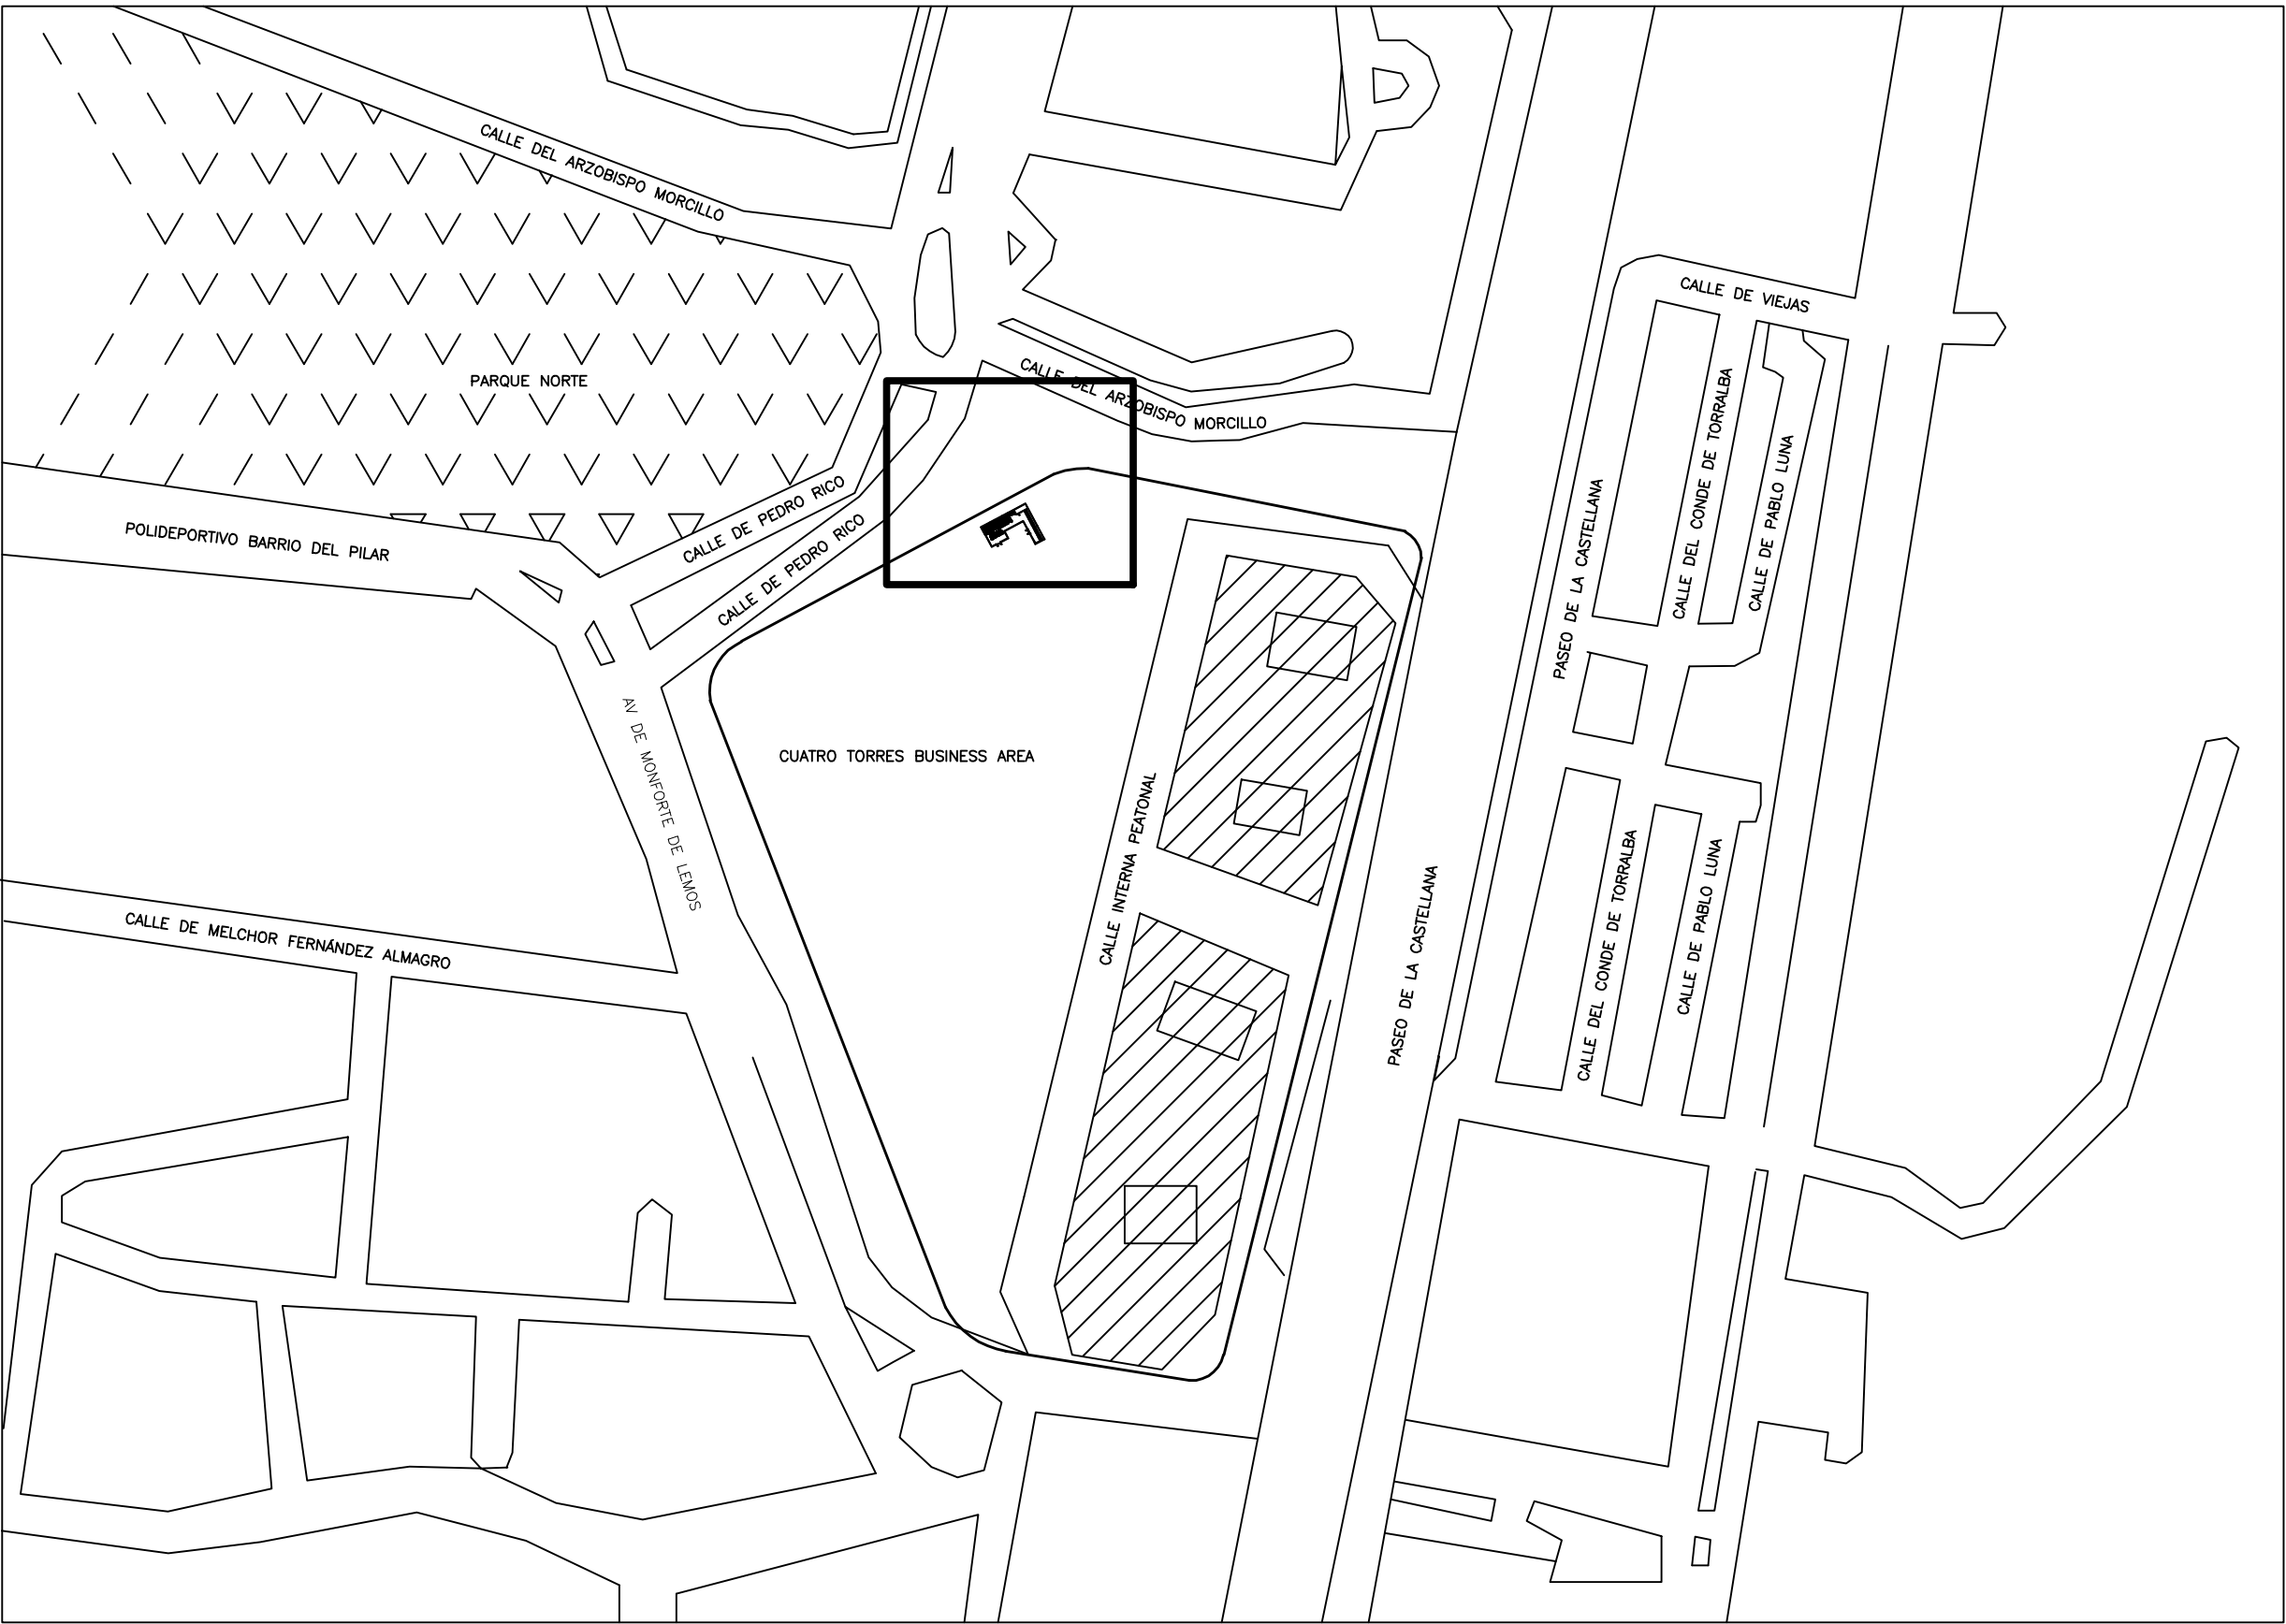 CALLE DEL ARZOBISPO MORCILLO
CALLE DE VIEJAS
PARQUE NORTE
CALLE DEL ARZOBISPO MORCILLO
CALLE DEL CONDE DE TORRALBA
CALLE DE PABLO LUNA
PASEO DE LA CASTELLANA
POLIDEPORTIVO BARRIO DEL PILAR
CALLE DE PEDRO RICO
CALLE DE PEDRO RICO
AV DE MONFORTE DE LEMOS
CUATRO TORRES BUSINESS AREA
CALLE INTERNA PEATONAL
PASEO DE LA CASTELLANA
CALLE DEL CONDE DE TORRALBA
CALLE DE PABLO LUNA
CALLE DE MELCHOR FERNÁNDEZ ALMAGRO